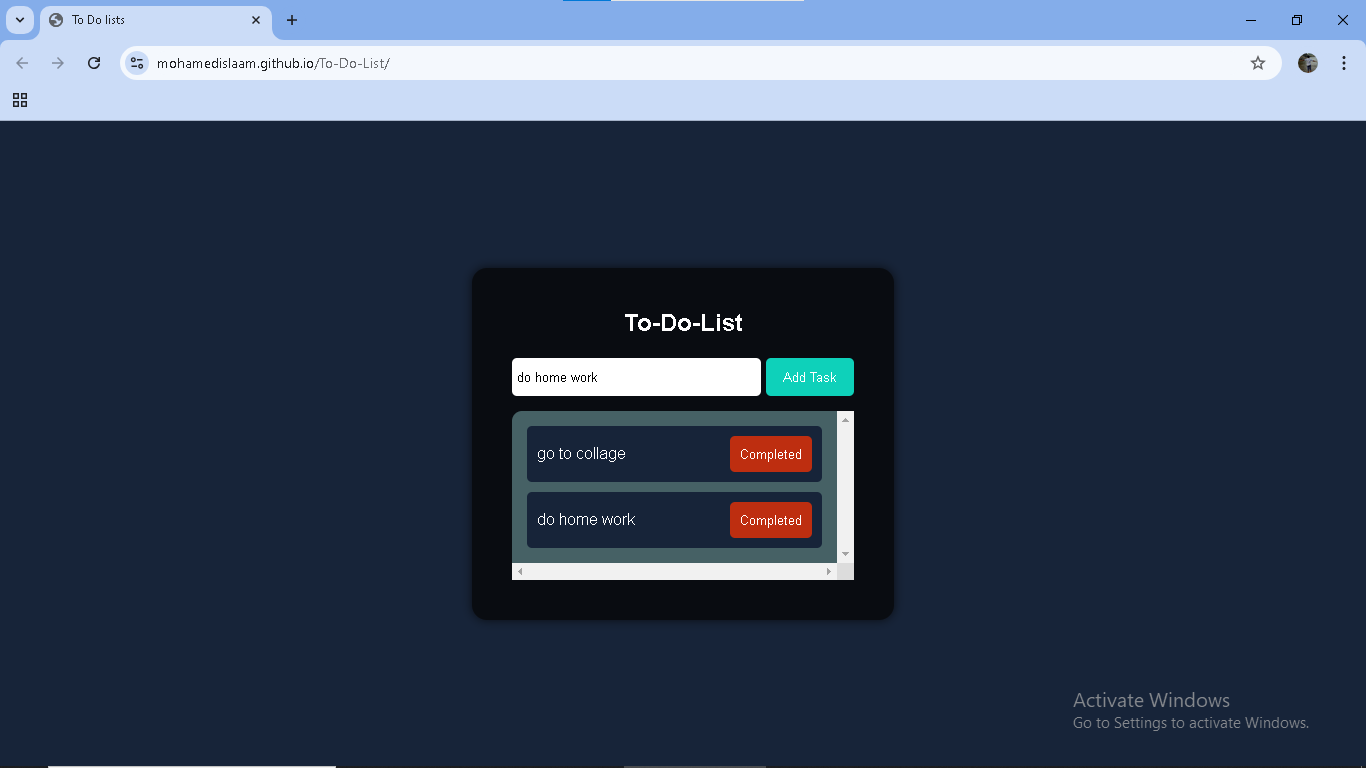 To Do lists
mohamedislaam.github.io/To-Do-List/
To-Do-List
do home work
Add Task
go to collage
Completed
do home work
Completed
Activate Windows
Go to Settings to activate Windows.